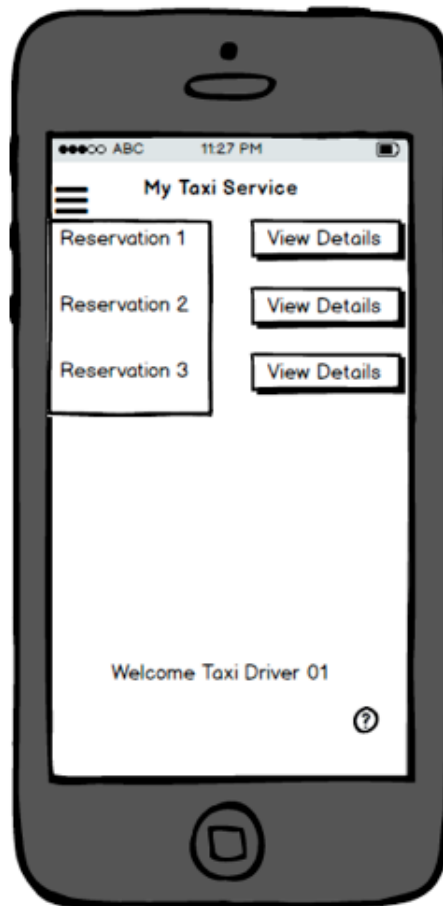 ABC 11:27 PM
My Taxi Service
Reservation 1 View Details
Reservation 2 View Details
Reservation 3 View Details
Welcome Taxi Driver 01
?